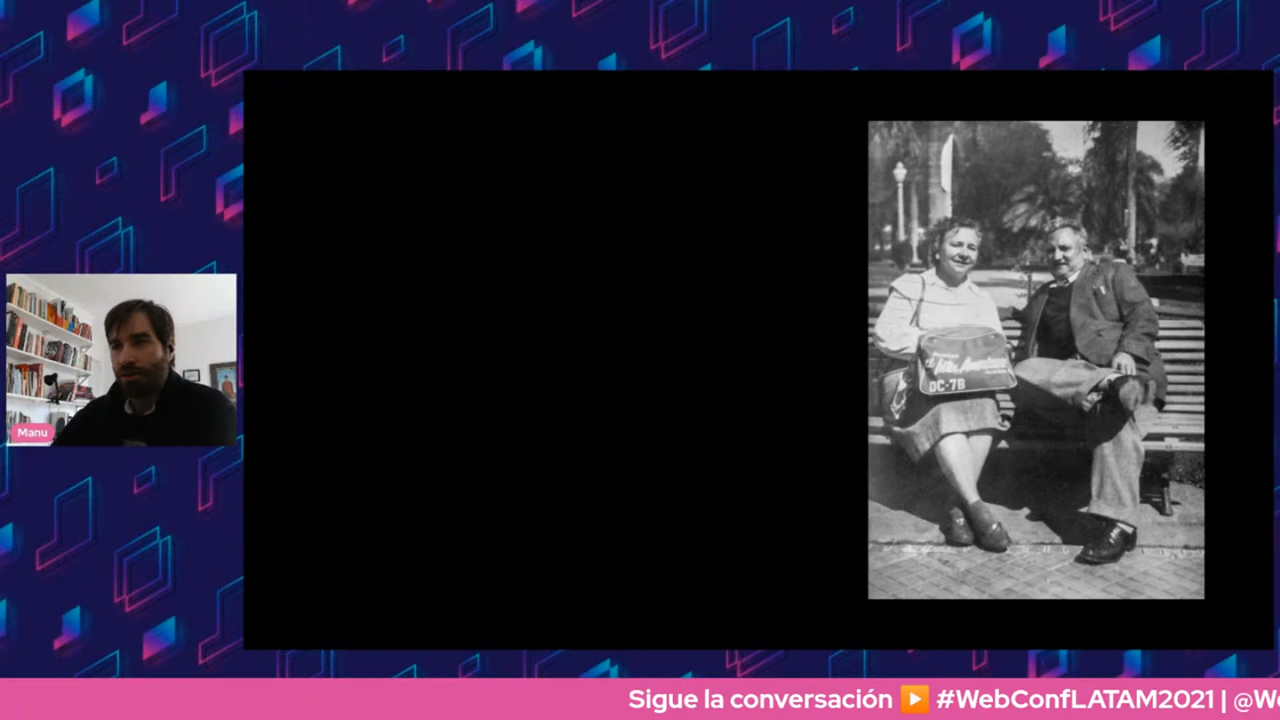 Manu
DC-7B
Sigue la conversación ▶️ #WebConfLATAM2021 | @We